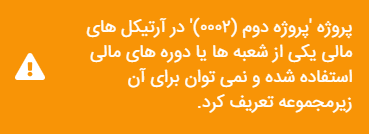 پروژه 'پروژه دوم (۰۰۰۲)' در آرتیکل های
مالی یکی از شعبه ها یا دوره های مالی
استفاده شده و نمی توان برای آن
زیرمجموعه تعریف کرد.